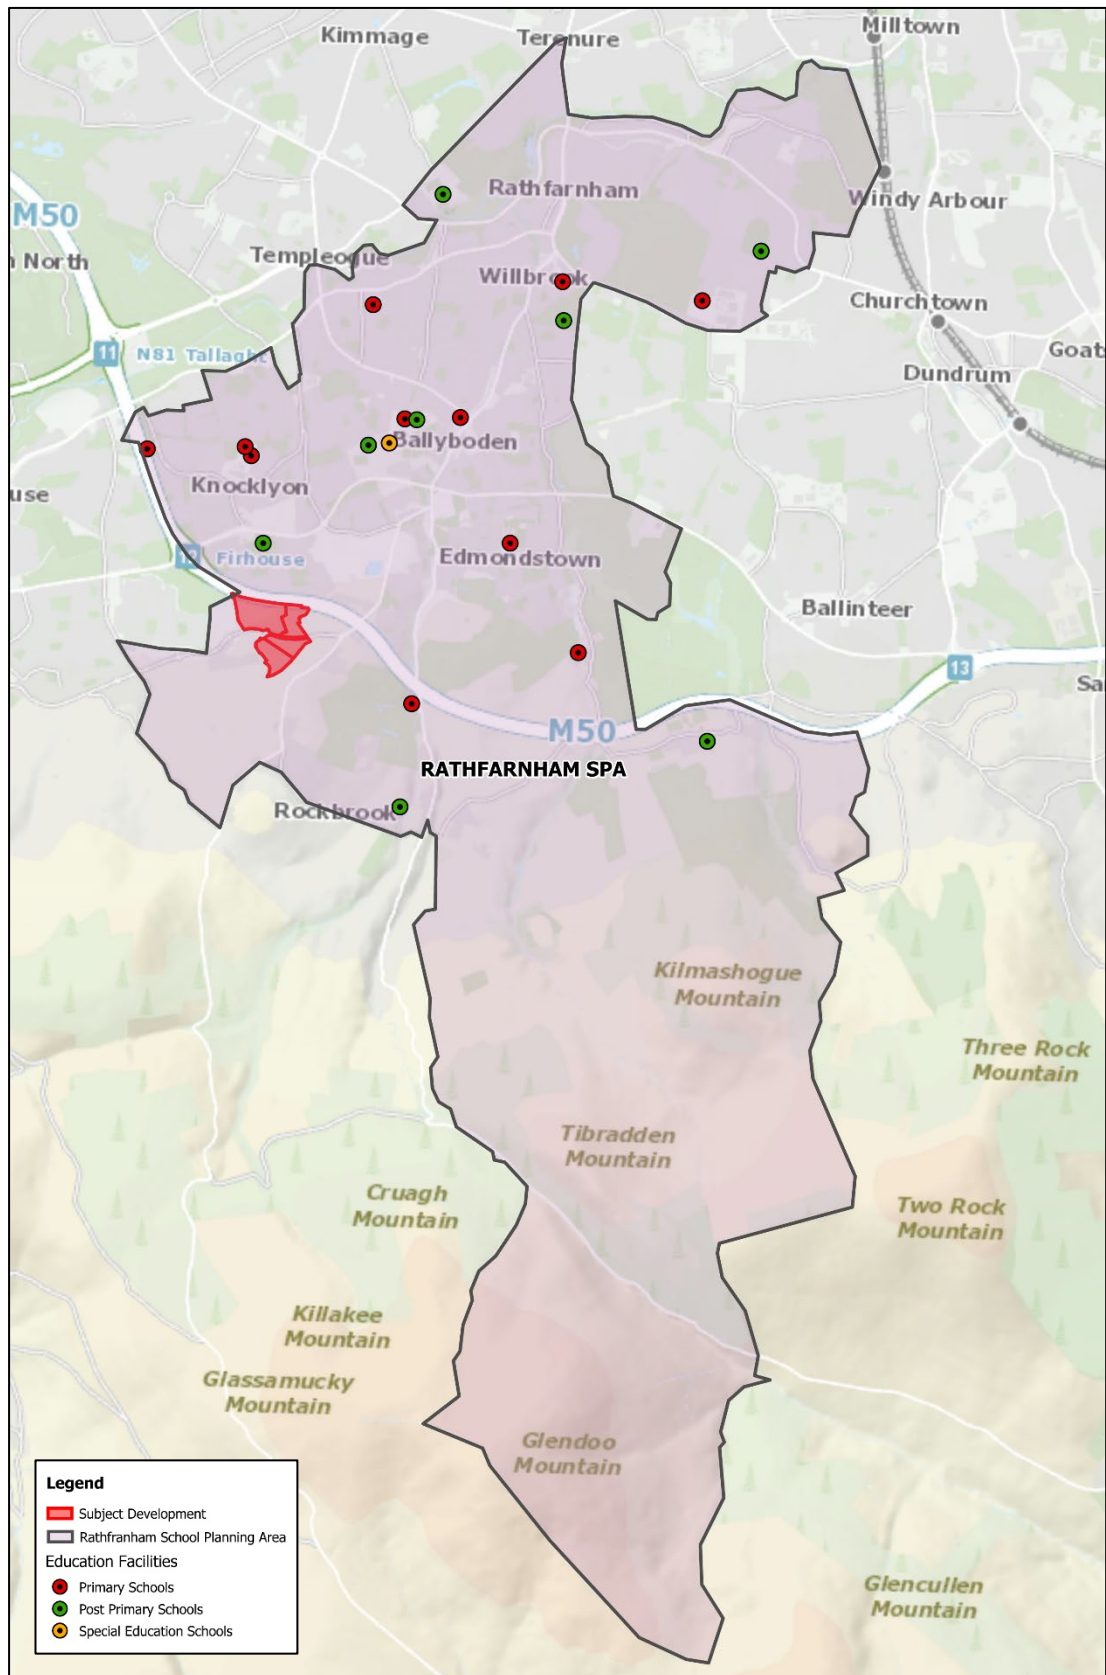 Kimmage
Terenure
Milltown
M50
Rathfarnham
Windy Arbour
n North
Templeogue
Willbrook
Churchtown
11
N81 Tallaght
Goats
Dundrum
Ballyboden
Knocklyon
use
12
Firhouse
Edmondstown
Ballinteer
13
Sa
M50
RATHFARNHAM SPA
Rockbrook
Kilmashogue
Mountain
Three Rock
Mountain
Tibradden
Mountain
Cruagh
Mountain
Two Rock
Mountain
Killakee
Mountain
Glassamucky
Mountain
Glendoo
Mountain
Glencullen
Mountain
Legend
Subject Development
Rathfranham School Planning Area
Education Facilities
Primary Schools
Post Primary Schools
Special Education Schools